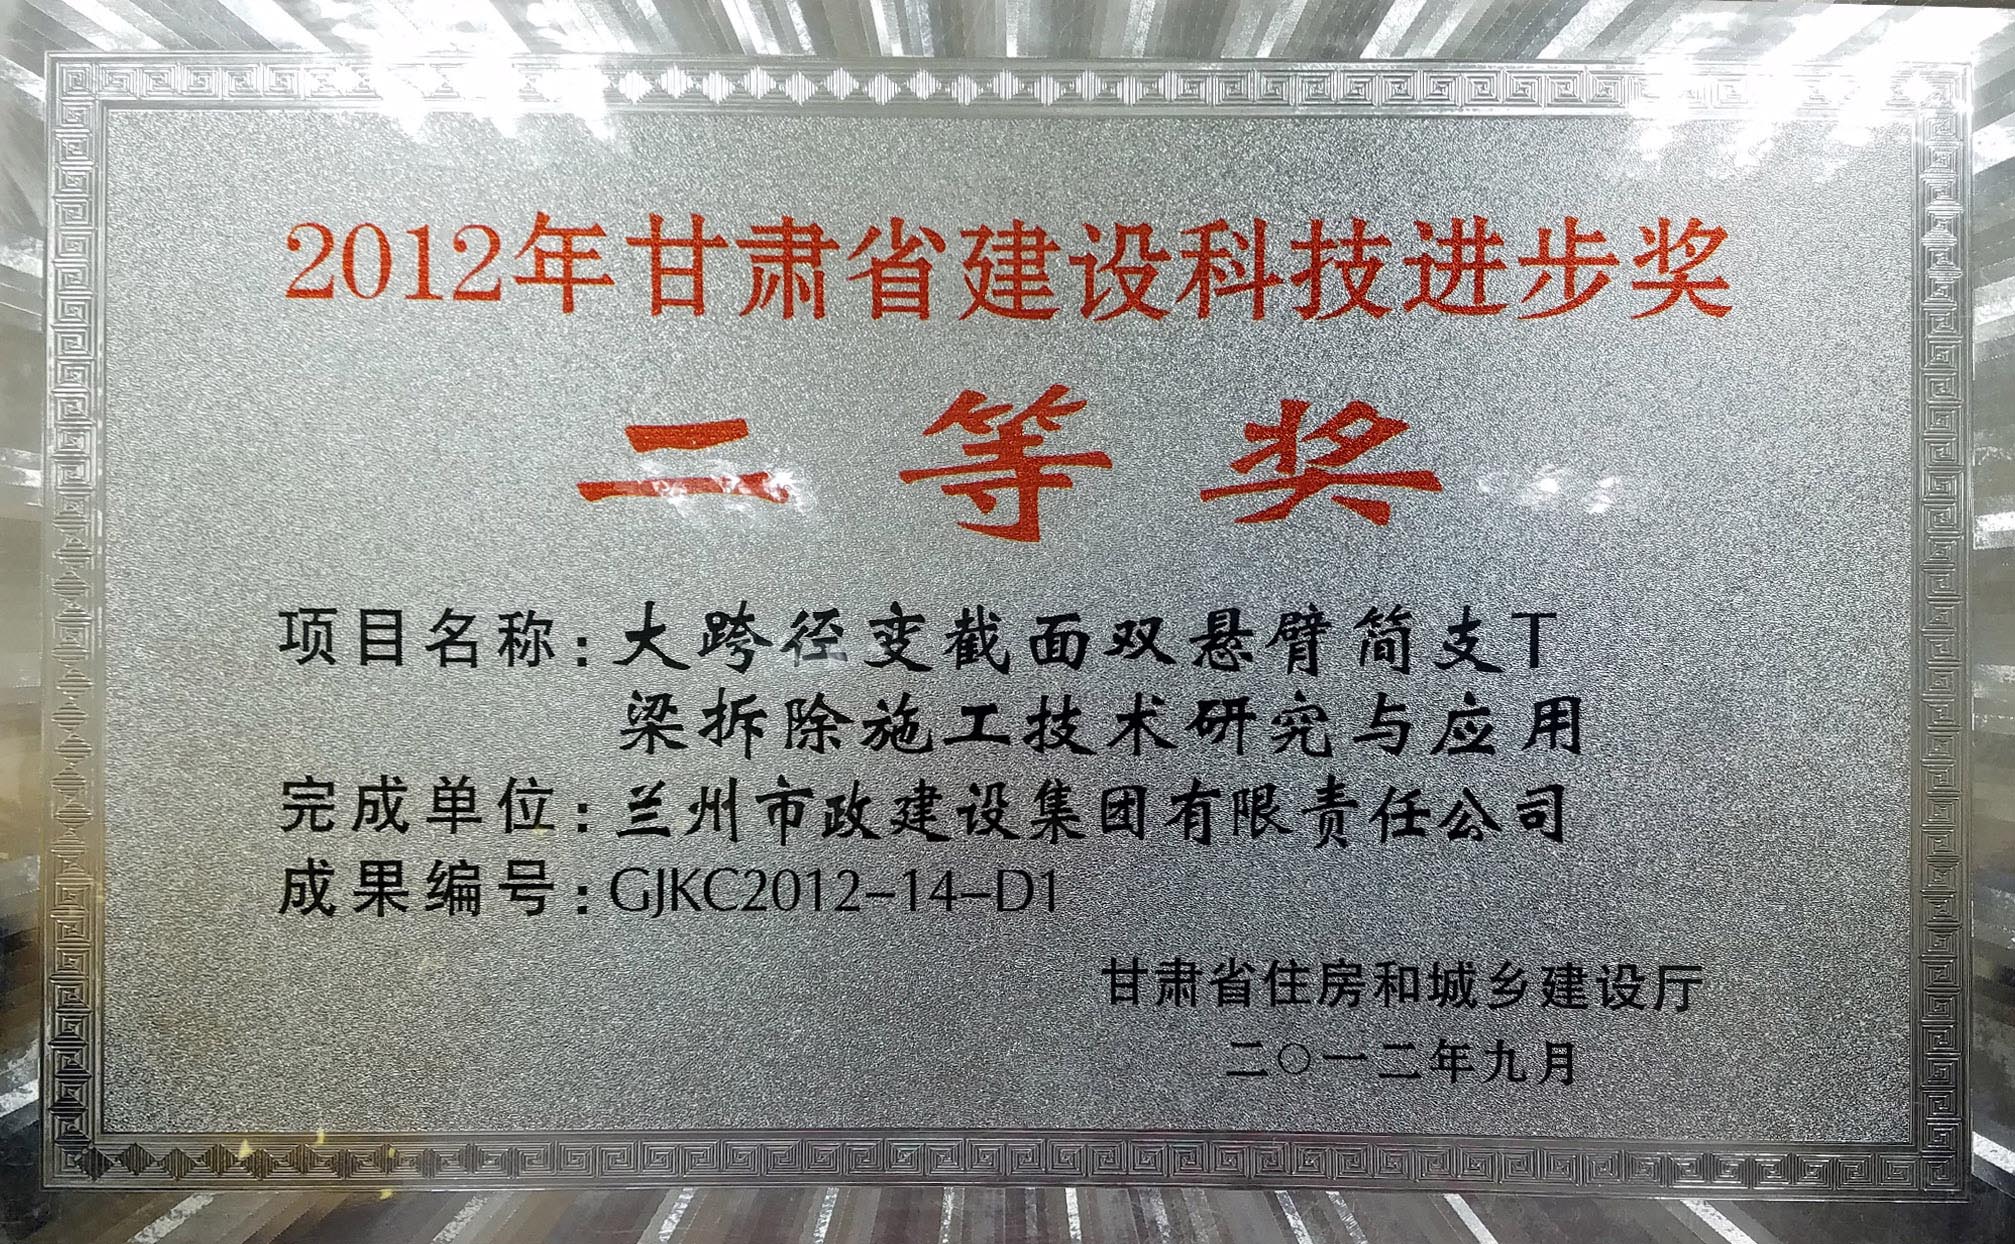 2012年甘肃省建设科技进步奖
二等奖
项目名称:大跨径变截面双悬臂简支T
梁拆除施工技术研究与应用
完成单位:兰州市政建设集团有限责任公司
成果编号:GJKC2012-14-D1
甘肃省住房和城乡建设厅
二〇一二年九月